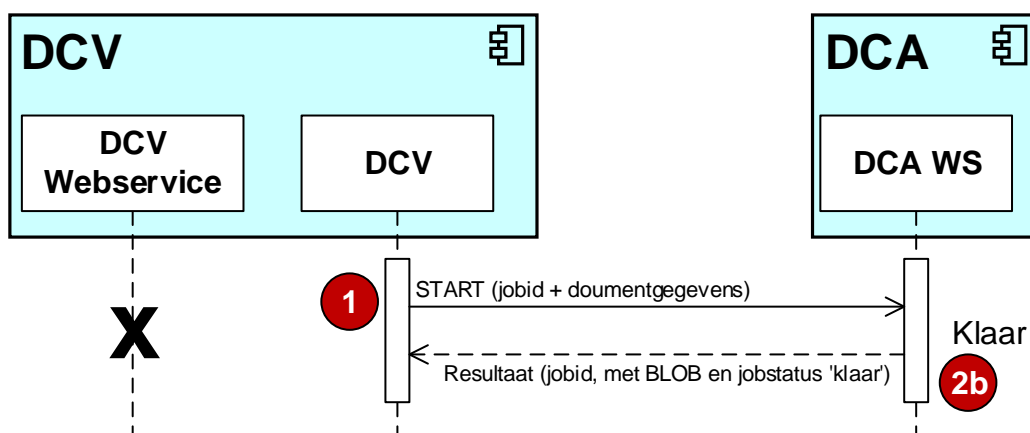 DCV
DCA
DCV
Webservice
DCV
DCA WS
1
START (jobid + doumentgegevens)
X
Klaar
Resultaat (jobid, met BLOB en jobstatus 'klaar')
2b